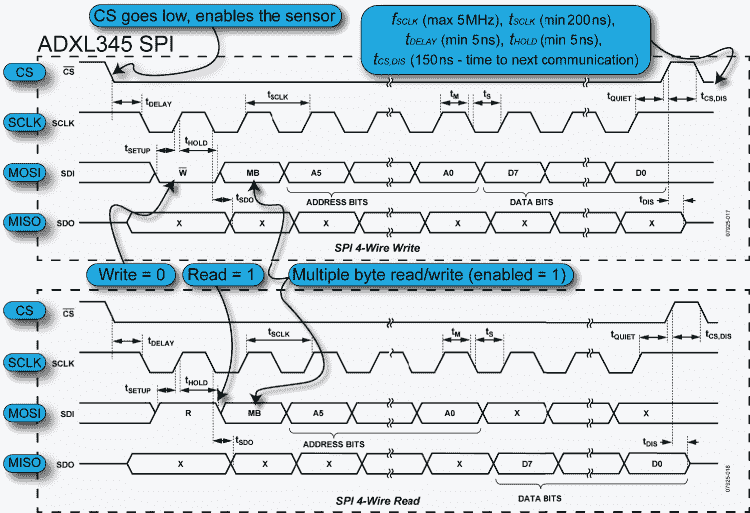 CS goes low, enables the sensor
fSCLK (max 5MHz), tSCLK (min 200ns),
tDELAY (min 5ns), tHOLD (min 5ns),
tCS,DIS (150ns - time to next communication)
ADXL345 SPI
CS CS
tDELAY tSCLK tM tS tQUIET tCS,DIS
SCLK SCLK
tSETUP tHOLD
MOSI SDI W MB A5 A0 D7 D0
tSDO ADDRESS BITS DATA BITS tDIS
MISO SDO X X X X X X
SPI 4-Wire Write
07925-017
Write = 0 Read = 1 Multiple byte read/write (enabled = 1)
CS CS
tDELAY tSCLK tM tS tQUIET tCS,DIS
SCLK SCLK
tSETUP tHOLD
MOSI SDI R MB A5 A0 X X
tSDO ADDRESS BITS tDIS
MISO SDO X X X X D7 D0
DATA BITS
SPI 4-Wire Read
07925-018